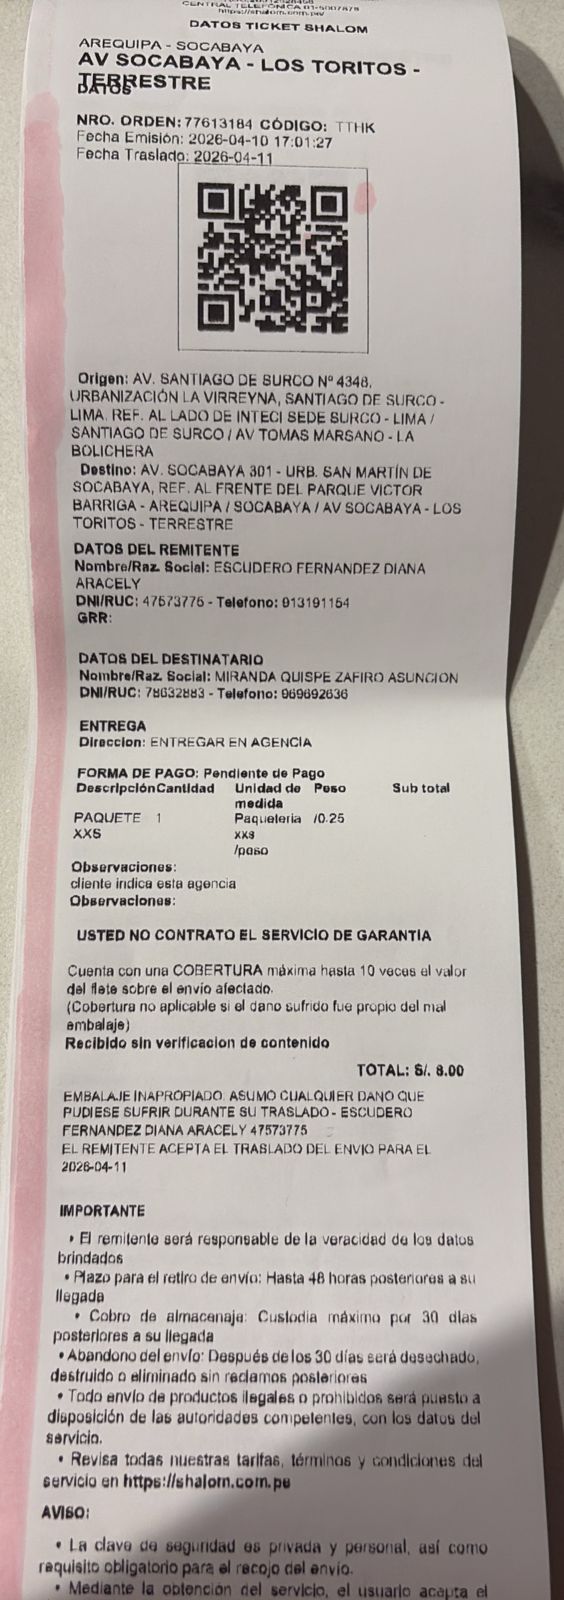 CENTRAL TELEFONICA 01-5007878
https://shalom.com.pe/
DATOS TICKET SHALOM
AREQUIPA - SOCABAYA
AV SOCABAYA - LOS TORITOS -
TERRESTRE
DATOS
NRO. ORDEN: 77613184 CÓDIGO: TTHK
Fecha Emisión: 2026-04-10 17:01:27
Fecha Traslado: 2026-04-11
Origen: AV. SANTIAGO DE SURCO Nº 4348,
URBANIZACIÓN LA VIRREYNA, SANTIAGO DE SURCO -
LIMA. REF. AL LADO DE INTECI SEDE SURCO - LIMA /
SANTIAGO DE SURCO / AV TOMAS MARSANO - LA
BOLICHERA
Destino: AV. SOCABAYA 301 - URB. SAN MARTÍN DE
SOCABAYA, REF. AL FRENTE DEL PARQUE VICTOR
BARRIGA - AREQUIPA / SOCABAYA / AV SOCABAYA - LOS
TORITOS - TERRESTRE
DATOS DEL REMITENTE
Nombre/Raz. Social: ESCUDERO FERNANDEZ DIANA
ARACELY
DNI/RUC: 47573775 - Telefono: 913191154
GRR:
DATOS DEL DESTINATARIO
Nombre/Raz. Social: MIRANDA QUISPE ZAFIRO ASUNCION
DNI/RUC: 78632883 - Telefono: 969692636
ENTREGA
Direccion: ENTREGAR EN AGENCIA
FORMA DE PAGO: Pendiente de Pago
Descripción Cantidad Unidad de medida Peso Sub total
PAQUETE XXS 1 Paqueteria xxs /peso /0.25
Observaciones:
cliente indica esta agencia
Observaciones:
USTED NO CONTRATO EL SERVICIO DE GARANTIA
Cuenta con una COBERTURA máxima hasta 10 veces el valor
del flete sobre el envío afectado.
(Cobertura no aplicable si el dano sufrido fue propio del mal
embalaje)
Recibido sin verificacion de contenido
TOTAL: S/. 8.00
EMBALAJE INAPROPIADO: ASUMO CUALQUIER DANO QUE
PUDIESE SUFRIR DURANTE SU TRASLADO - ESCUDERO
FERNANDEZ DIANA ARACELY 47573775
EL REMITENTE ACEPTA EL TRASLADO DEL ENVIO PARA EL
2026-04-11
IMPORTANTE
• El remitente será responsable de la veracidad de los datos
brindados
• Plazo para el retiro de envío: Hasta 48 horas posteriores a su
llegada
• Cobro de almacenaje: Custodia máximo por 30 días
posteriores a su llegada
• Abandono del envío: Después de los 30 días será desechado,
destruido o eliminado sin reclamos posteriores
• Todo envío de productos ilegales o prohibidos será puesto a
disposición de las autoridades competentes, con los datos del
servicio.
• Revisa todas nuestras tarifas, términos y condiciones del
servicio en https://shalom.com.pe
AVISO:
• La clave de seguridad es privada y personal, así como
requisito obligatorio para el recojo del envío.
• Mediante la obtención del servicio, el usuario acepta el